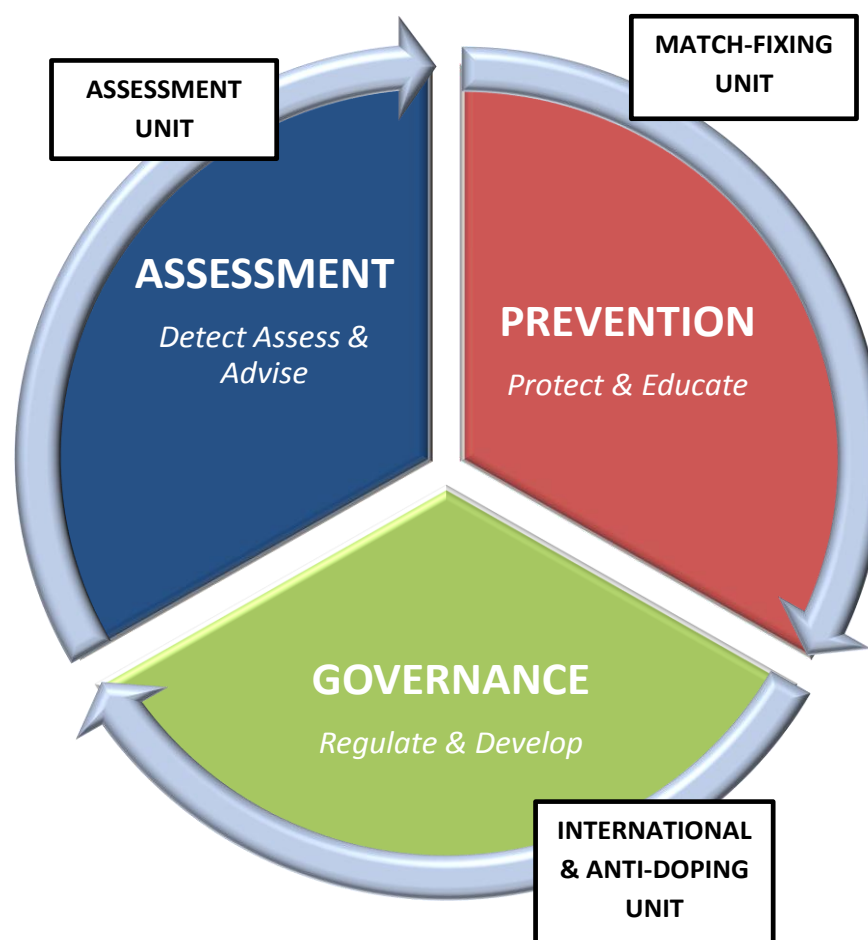 ASSESSMENT
UNIT
MATCH-FIXING
UNIT
ASSESSMENT
Detect Assess &
Advise
PREVENTION
Protect & Educate
GOVERNANCE
Regulate & Develop
INTERNATIONAL
& ANTI-DOPING
UNIT